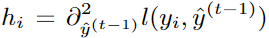 h_i = ∂²_{ŷ^{(t−1)}} l(y_i, ŷ^{(t−1)})